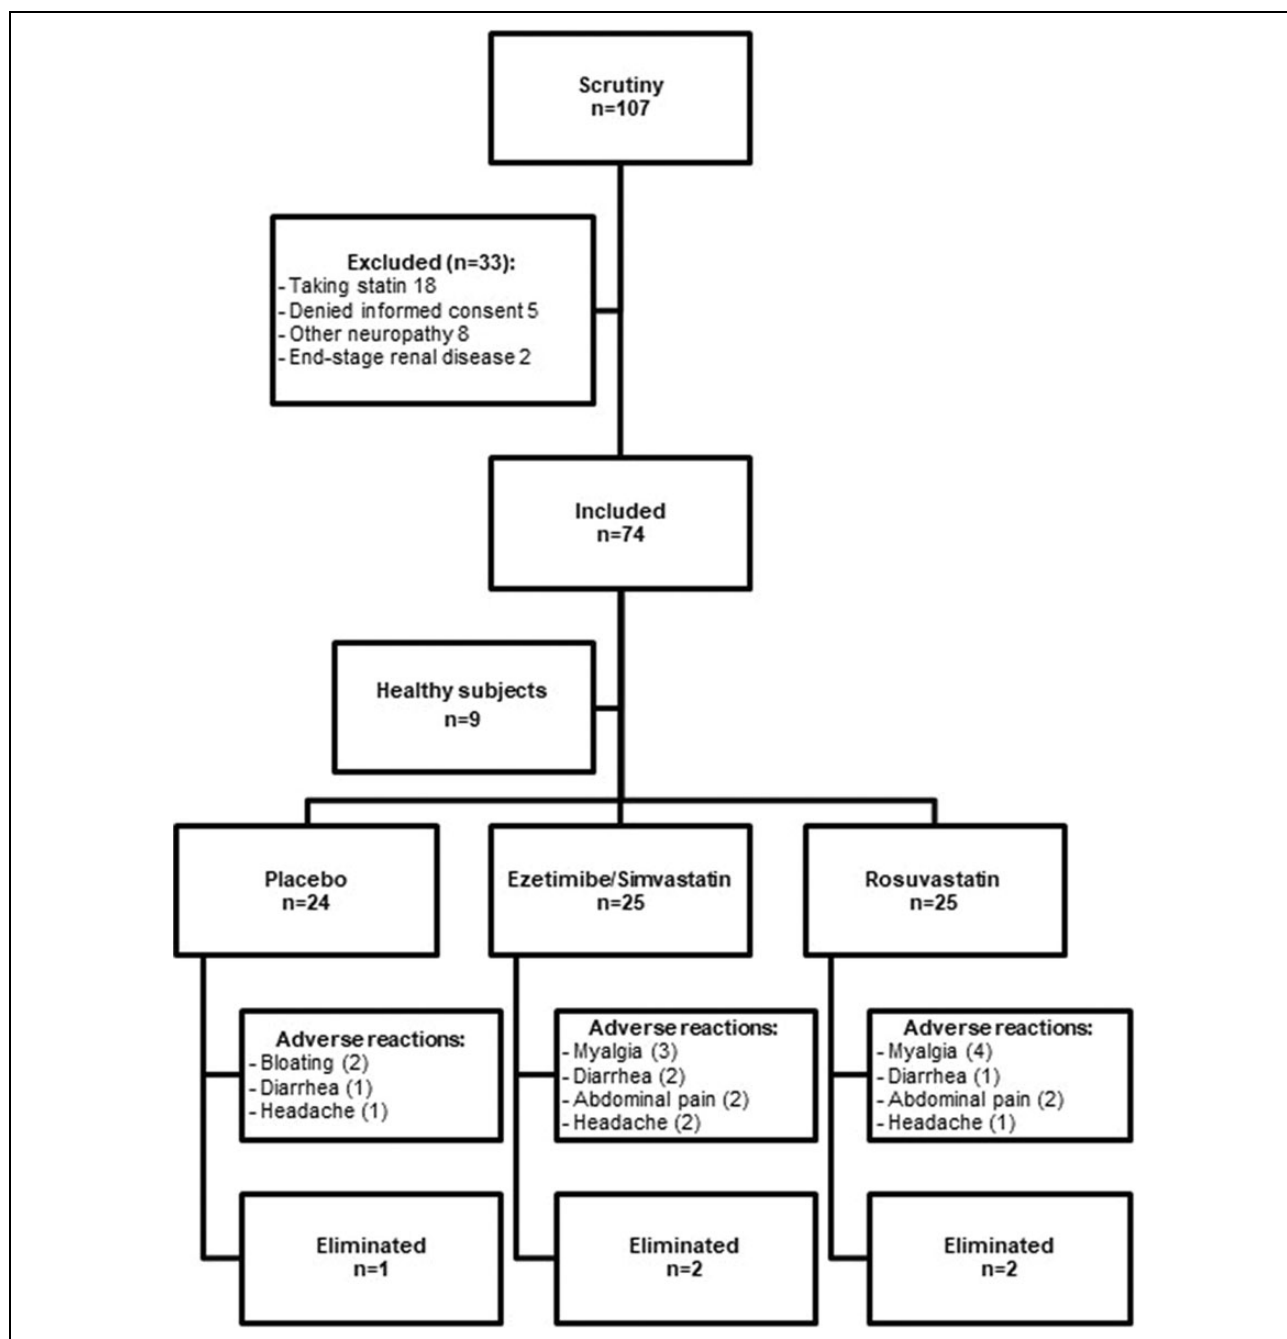 Scrutiny
n=107
Excluded (n=33):
- Taking statin 18
- Denied informed consent 5
- Other neuropathy 8
- End-stage renal disease 2
Included
n=74
Healthy subjects
n=9
Placebo
n=24
Ezetimibe/Simvastatin
n=25
Rosuvastatin
n=25
Adverse reactions:
- Bloating (2)
- Diarrhea (1)
- Headache (1)
Adverse reactions:
- Myalgia (3)
- Diarrhea (2)
- Abdominal pain (2)
- Headache (2)
Adverse reactions:
- Myalgia (4)
- Diarrhea (1)
- Abdominal pain (2)
- Headache (1)
Eliminated
n=1
Eliminated
n=2
Eliminated
n=2